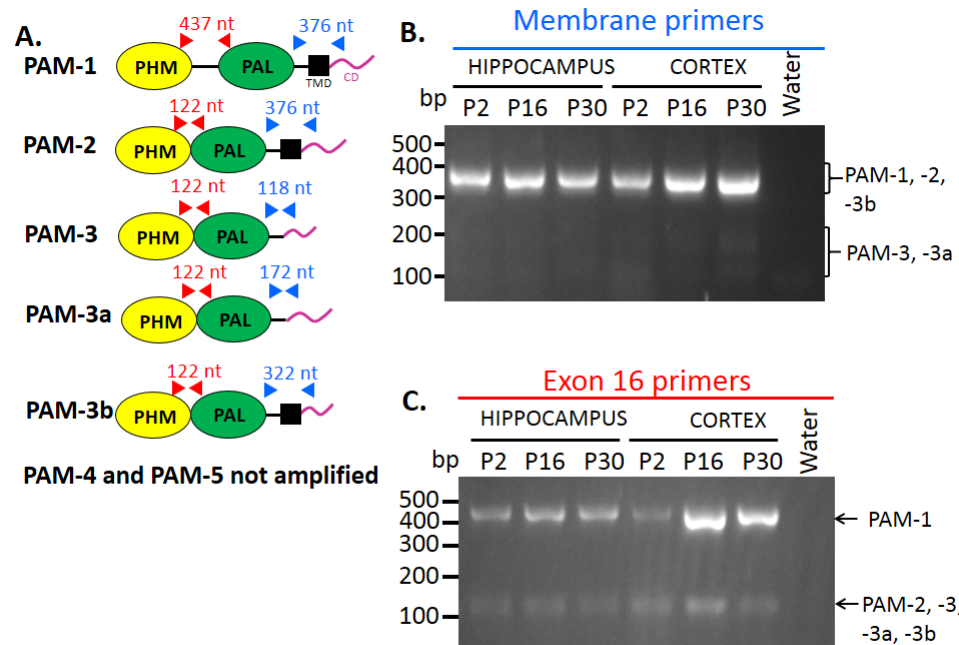 A.
437 nt
376 nt
PAM-1
PHM
PAL
TMD
CD
122 nt
376 nt
PAM-2
PHM
PAL
122 nt
118 nt
PAM-3
PHM
PAL
122 nt
172 nt
PAM-3a
PHM
PAL
122 nt
322 nt
PAM-3b
PHM
PAL
PAM-4 and PAM-5 not amplified
B.
Membrane primers
HIPPOCAMPUS
CORTEX
Water
bp
P2
P16
P30
P2
P16
P30
500
400
300
200
100
PAM-1, -2,
-3b
PAM-3, -3a
C.
Exon 16 primers
HIPPOCAMPUS
CORTEX
Water
bp
P2
P16
P30
P2
P16
P30
500
400
300
200
100
PAM-1
PAM-2, -3,
-3a, -3b